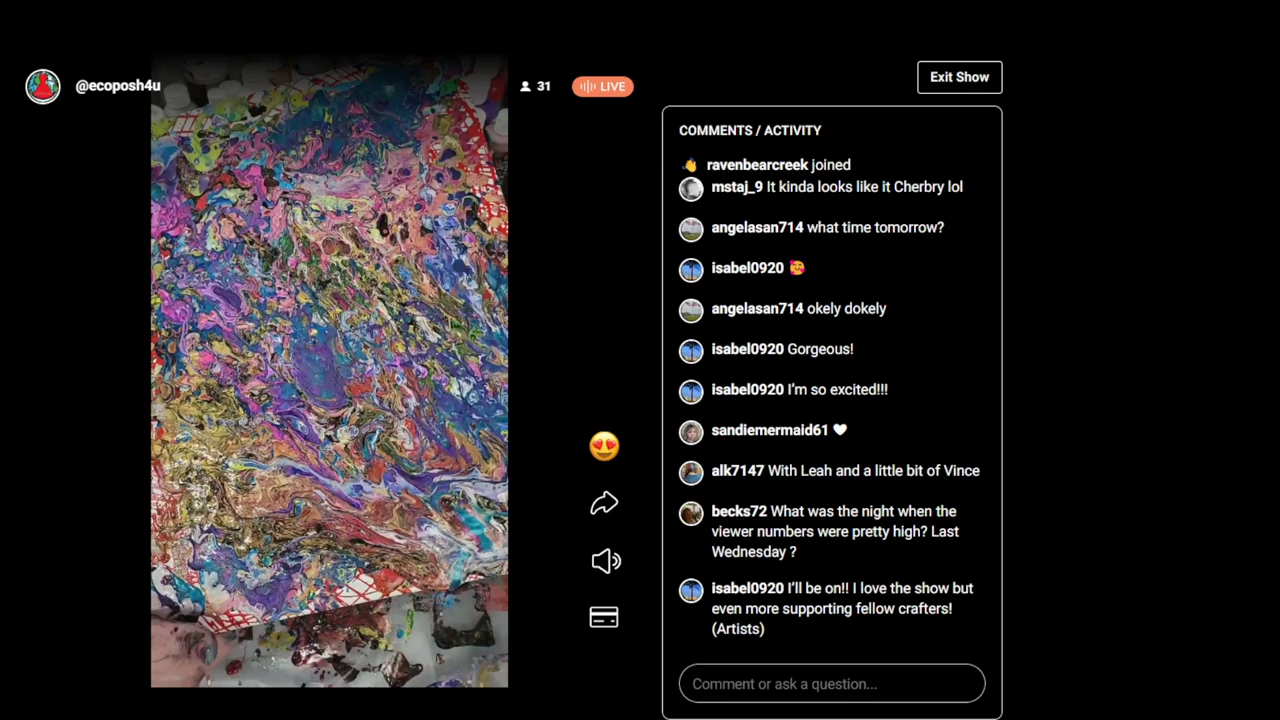 @ecoposh4u
31
LIVE
Exit Show
COMMENTS / ACTIVITY
ravenbearcreek joined
mstaj_9 It kinda looks like it Cherbry lol
angelasan714 what time tomorrow?
isabel0920 🥰
angelasan714 okely dokely
isabel0920 Gorgeous!
isabel0920 I'm so excited!!!
sandiemermaid61 🤍
alk7147 With Leah and a little bit of Vince
becks72 What was the night when the
viewer numbers were pretty high? Last
Wednesday ?
isabel0920 I'll be on!! I love the show but
even more supporting fellow crafters!
(Artists)
Comment or ask a question...